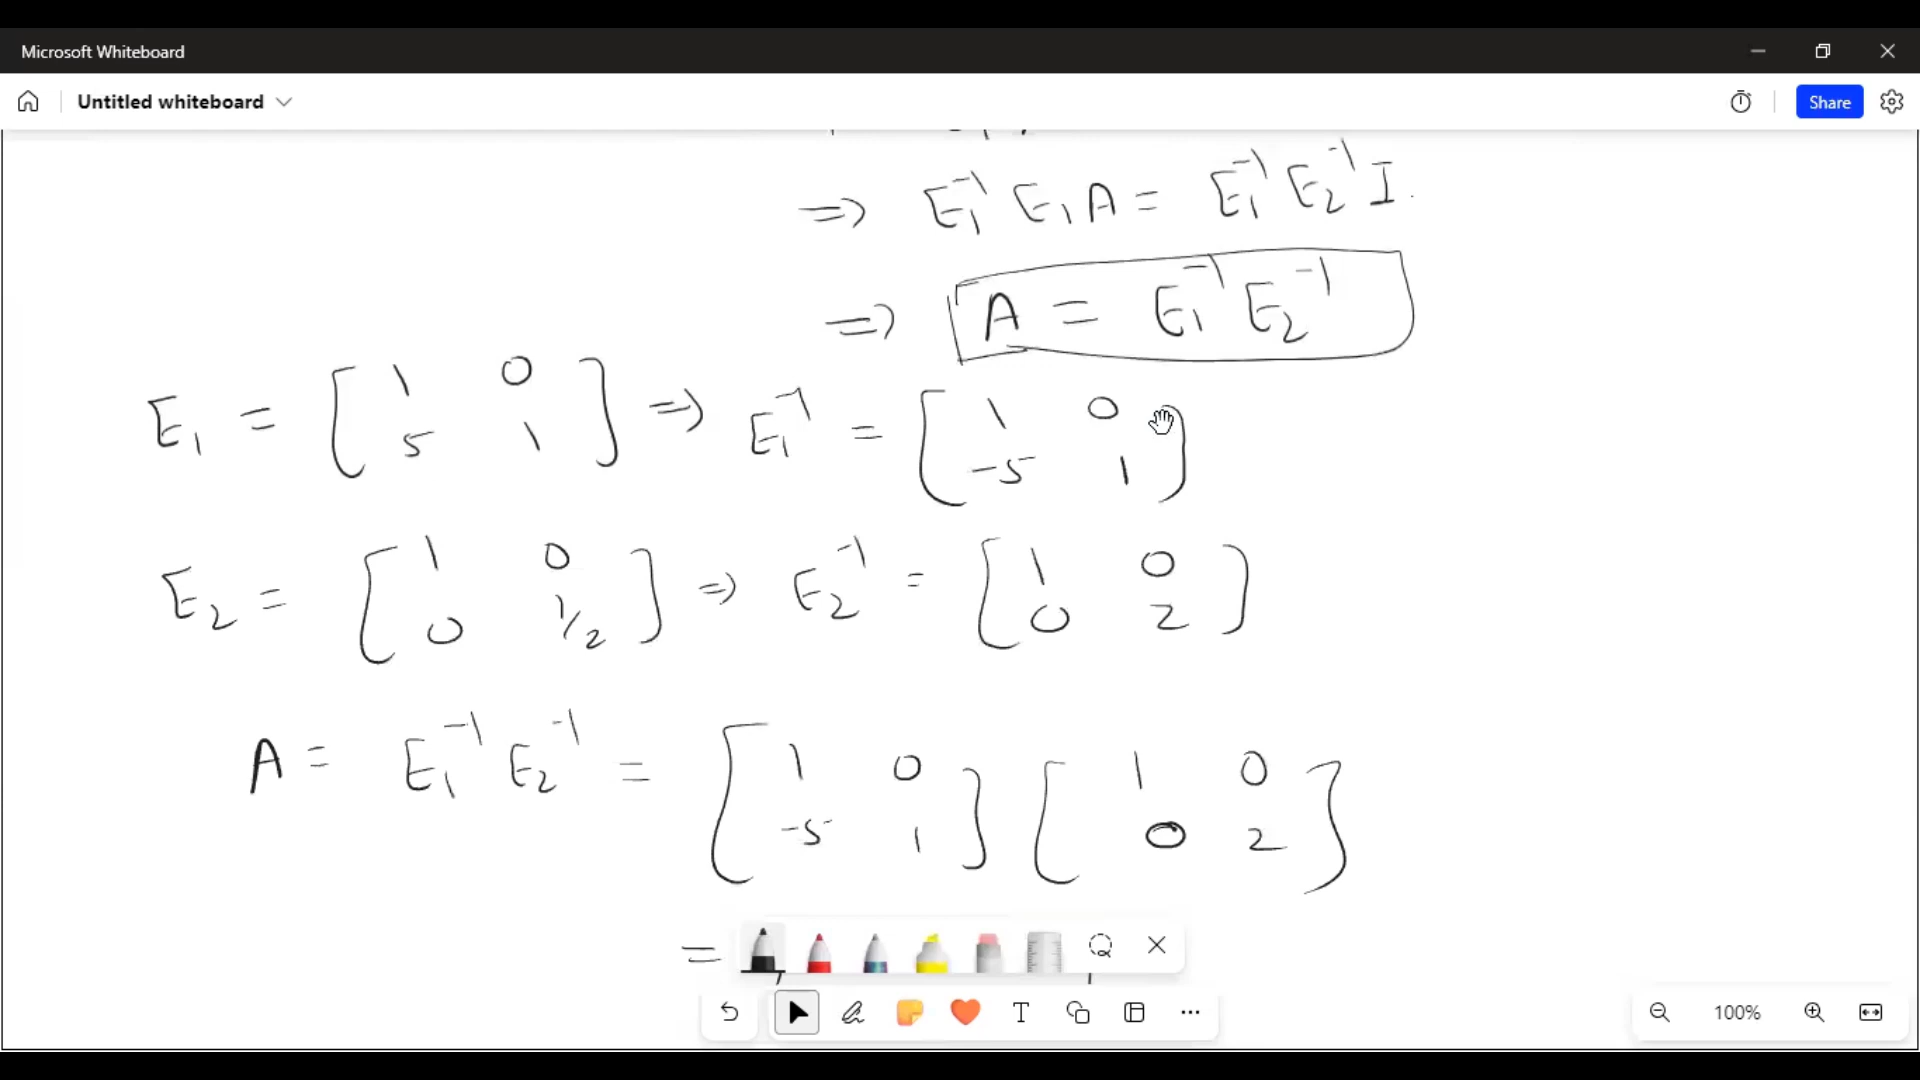 Microsoft Whiteboard
Untitled whiteboard
Share
=> E₁⁻¹ E₁ A = E₁⁻¹ E₂⁻¹ I.
=> A = E₁⁻¹ E₂⁻¹
E₁ = [1 0; 5 1] => E₁⁻¹ = [1 0; -5 1]
E₂ = [1 0; 0 1/2] => E₂⁻¹ = [1 0; 0 2]
A = E₁⁻¹ E₂⁻¹ = [1 0; -5 1] [1 0; 0 2]
=
T
100%